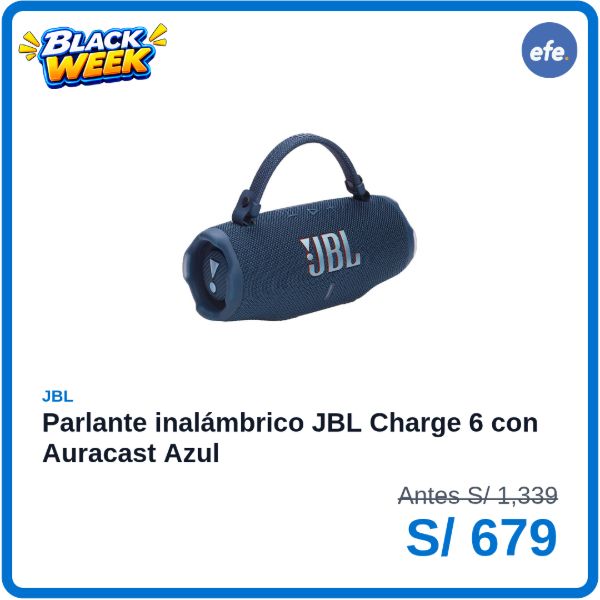 BLACK
WEEK
efe.
JBL
JBL
Parlante inalámbrico JBL Charge 6 con
Auracast Azul
Antes S/ 1,339
S/ 679